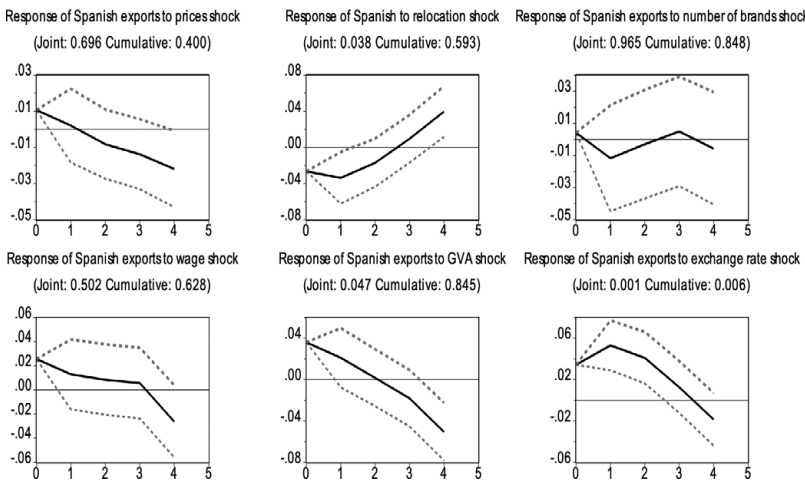 Response of Spanish exports to prices shock
(Joint: 0.696 Cumulative: 0.400)
.03
.01
-.01
-.03
-.05
0 1 2 3 4 5
Response of Spanish to relocation shock
(Joint: 0.038 Cumulative: 0.593)
.08
.04
.00
-.04
-.08
0 1 2 3 4 5
Response of Spanish exports to number of brands shock
(Joint: 0.965 Cumulative: 0.848)
.03
.01
-.01
-.03
-.05
0 1 2 3 4 5
Response of Spanish exports to wage shock
(Joint: 0.502 Cumulative: 0.628)
.06
.04
.02
.00
-.02
-.04
-.06
0 1 2 3 4 5
Response of Spanish exports to GVA shock
(Joint: 0.047 Cumulative: 0.845)
.04
.00
-.04
-.08
0 1 2 3 4 5
Response of Spanish exports to exchange rate shock
(Joint: 0.001 Cumulative: 0.006)
.06
.02
-.02
-.06
0 1 2 3 4 5